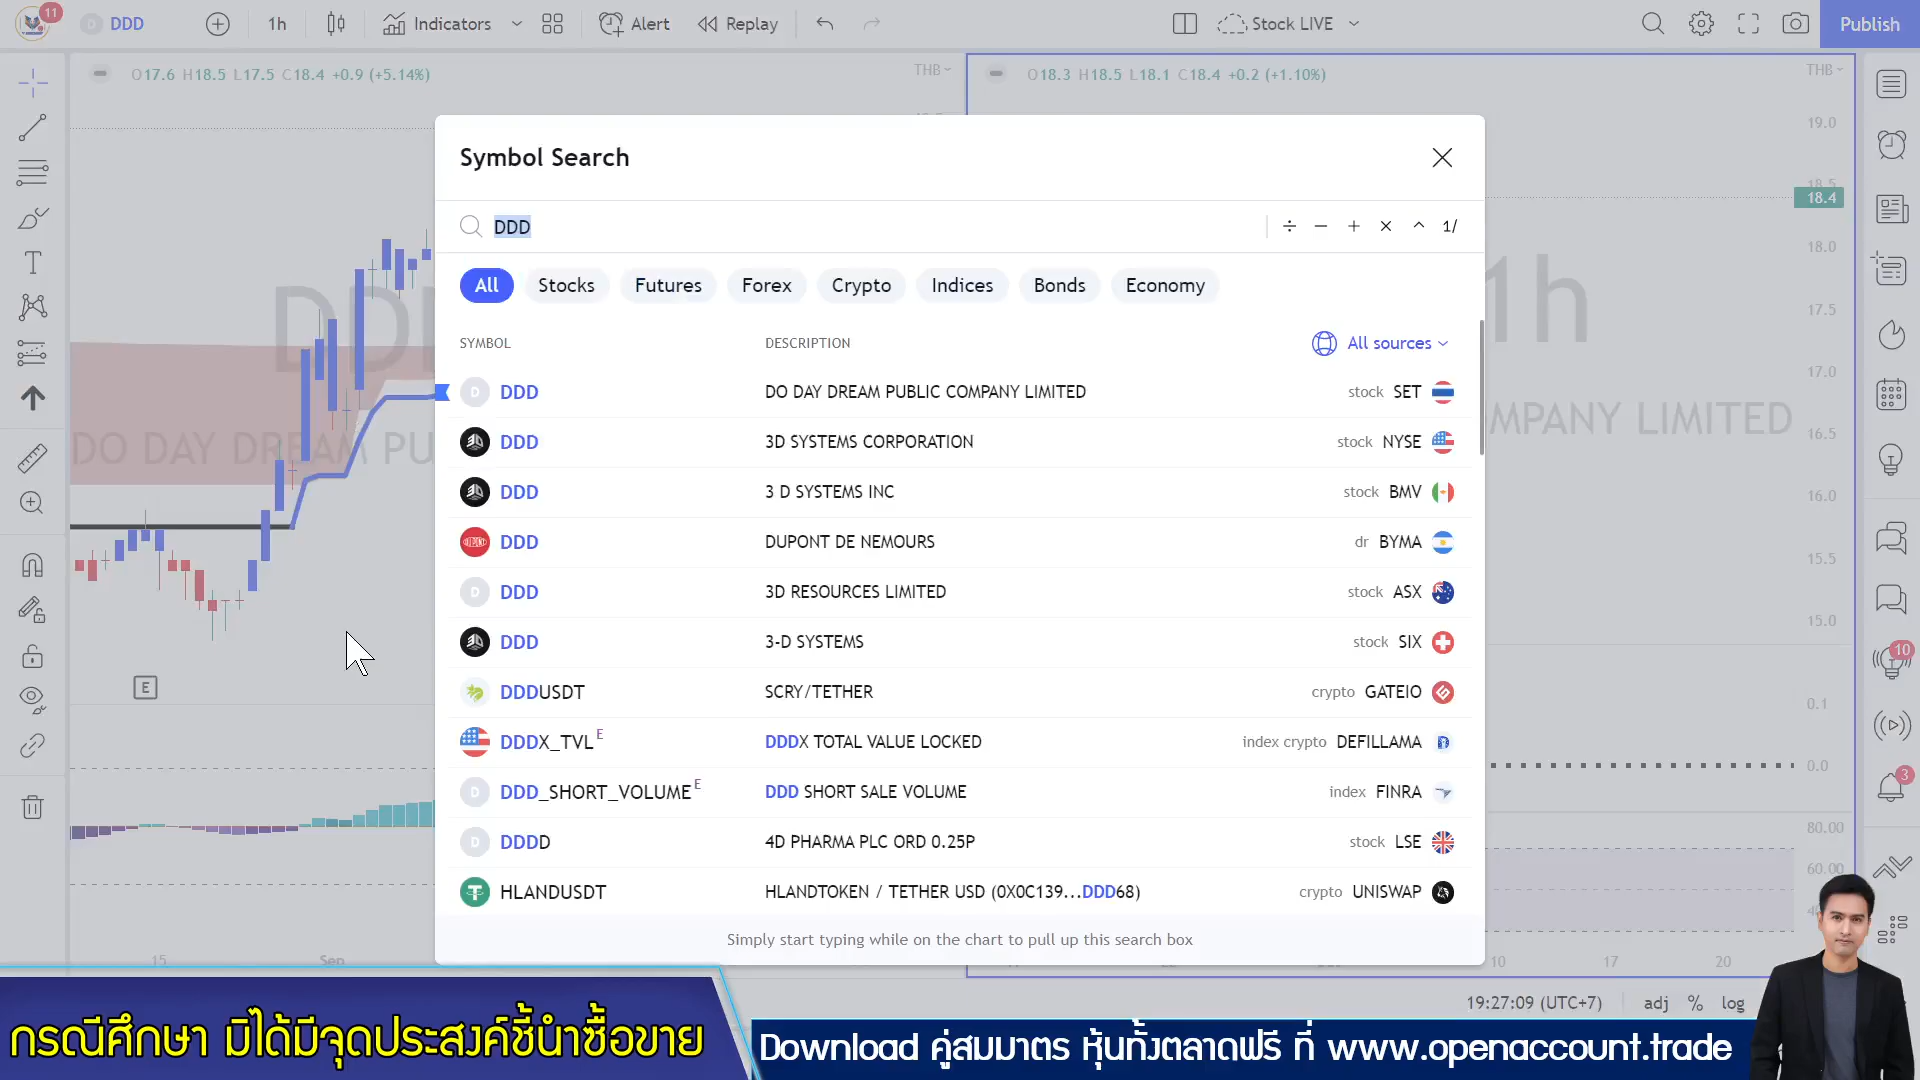 11
D DDD
1h
Indicators
Alert
Replay
Stock LIVE
Publish
O17.6 H18.5 L17.5 C18.4 +0.9 (+5.14%)
THB
O18.3 H18.5 L18.1 C18.4 +0.2 (+1.10%)
THB
Symbol Search
DDD
÷ − + × ^ 1/
All
Stocks
Futures
Forex
Crypto
Indices
Bonds
Economy
SYMBOL
DESCRIPTION
All sources
D DDD DO DAY DREAM PUBLIC COMPANY LIMITED stock SET
DDD 3D SYSTEMS CORPORATION stock NYSE
DDD 3 D SYSTEMS INC stock BMV
DDD DUPONT DE NEMOURS dr BYMA
D DDD 3D RESOURCES LIMITED stock ASX
DDD 3-D SYSTEMS stock SIX
DDDUSDT SCRY/TETHER crypto GATEIO
DDDX_TVL E DDDX TOTAL VALUE LOCKED index crypto DEFILLAMA
D DDD_SHORT_VOLUME E DDD SHORT SALE VOLUME index FINRA
D DDDD 4D PHARMA PLC ORD 0.25P stock LSE
HLANDUSDT HLANDTOKEN / TETHER USD (0X0C139...DDD68) crypto UNISWAP
Simply start typing while on the chart to pull up this search box
DO DAY DREAM PU
1h
MPANY LIMITED
19.0
18.4
18.0
17.5
17.0
16.5
16.0
15.5
15.0
0.1
0.0
80.00
60.00
E
15
Sep
10
17
20
10
3
19:27:09 (UTC+7)
adj % log
กรณีศึกษา มิได้มีจุดประสงค์ชี้นำซื้อขาย
Download คู่สมมาตร หุ้นทั้งตลาดฟรี ที่ www.openaccount.trade